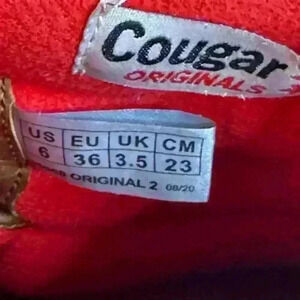 Cougar
ORIGINALS
US EU UK CM
6 36 3.5 23
ORIGINAL 2 08/20